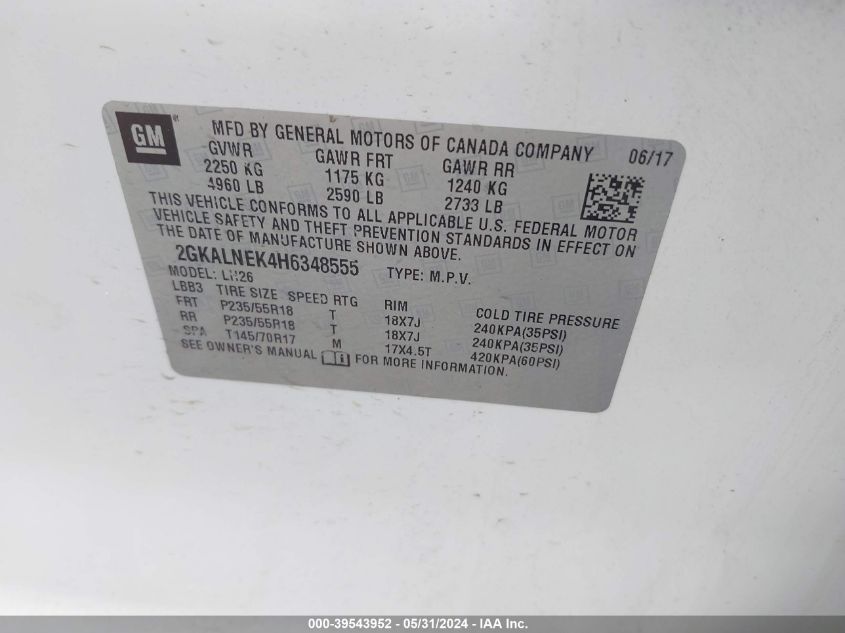 GM
MFD BY GENERAL MOTORS OF CANADA COMPANY 06/17
GVWR GAWR FRT GAWR RR
2250 KG 1175 KG 1240 KG
4960 LB 2590 LB 2733 LB
THIS VEHICLE CONFORMS TO ALL APPLICABLE U.S. FEDERAL MOTOR
VEHICLE SAFETY AND THEFT PREVENTION STANDARDS IN EFFECT ON
THE DATE OF MANUFACTURE SHOWN ABOVE.
2GKALNEK4H6348555 TYPE: M.P.V.
MODEL: LH26
LBB3 TIRE SIZE SPEED RTG RIM COLD TIRE PRESSURE
FRT P235/55R18 T 18X7J 240KPA(35PSI)
RR P235/55R18 T 18X7J 240KPA(35PSI)
SPA T145/70R17 M 17X4.5T 420KPA(60PSI)
SEE OWNER'S MANUAL FOR MORE INFORMATION.
000-39543952 / 05/31/2024 - IAA Inc.